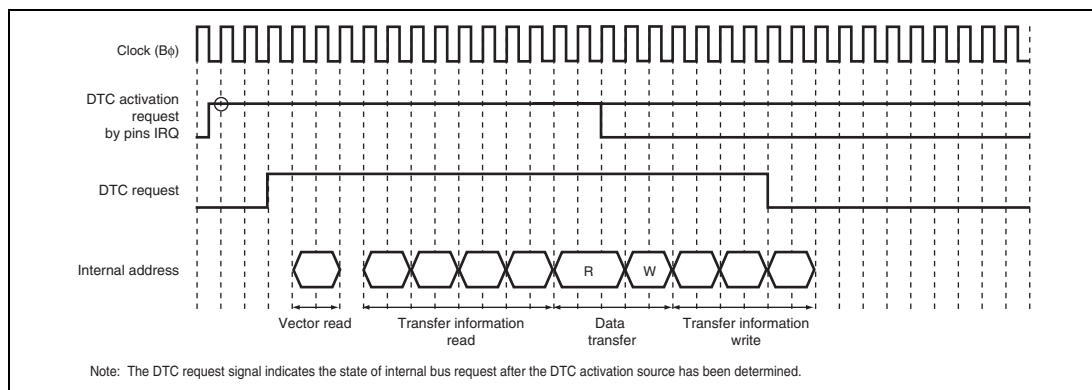 Clock (Bϕ)
DTC activation
request
by pins IRQ
DTC request
Internal address
R
W
Vector read
Transfer information
read
Data
transfer
Transfer information
write
Note: The DTC request signal indicates the state of internal bus request after the DTC activation source has been determined.